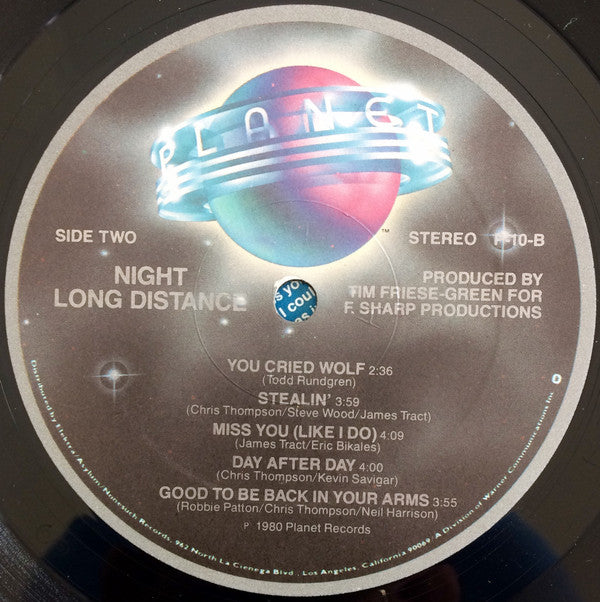 PLANET
™
SIDE TWO
STEREO P-10-B
NIGHT
LONG DISTANCE
PRODUCED BY
TIM FRIESE-GREEN FOR
F. SHARP PRODUCTIONS
s yo
I coul
YOU CRIED WOLF 2:36
(Todd Rundgren)
STEALIN' 3:59
(Chris Thompson/Steve Wood/James Tract)
MISS YOU (LIKE I DO) 4:09
(James Tract/Eric Bikales)
DAY AFTER DAY 4:00
(Chris Thompson/Kevin Savigar)
GOOD TO BE BACK IN YOUR ARMS 3:55
(Robbie Patton/Chris Thompson/Neil Harrison)
℗ 1980 Planet Records
Distributed by Elektra/Asylum/Nonesuch Records, 962 North La Cienega Blvd., Los Angeles, California 90069. A Division of Warner Communications Inc.